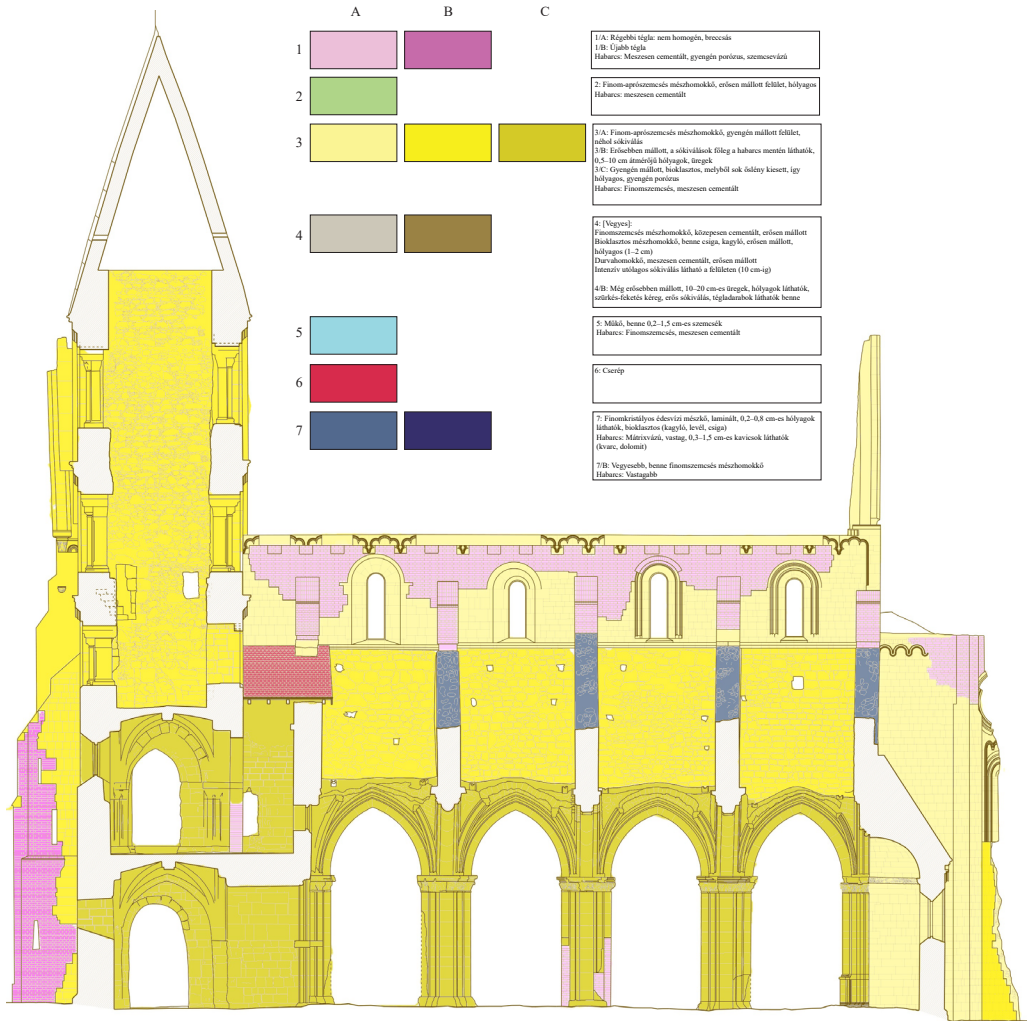 A B C
1
1/A: Régebbi tégla: nem homogén, breccsás
1/B: Újabb tégla
Habarcs: Meszesen cementált, gyengén porózus, szemcsevázú
2
2: Finom-aprószemcsés mészhomokkő, erősen mállott felület, hólyagos
Habarcs: meszesen cementált
3
3/A: Finom-aprószemcsés mészhomokkő, gyengén mállott felület,
néhol sókiválás
3/B: Erősebben mállott, a sókiválások főleg a habarcs mentén láthatók,
0,5–10 cm átmérőjű hólyagok, üregek
3/C: Gyengén mállott, bioklasztos, melyből sok őslény kiesett, így
hólyagos, gyengén porózus
Habarcs: Finomszemcsés, meszesen cementált
4
4: [Vegyes]:
Finomszemcsés mészhomokkő, közepesen cementált, erősen mállott
Bioklasztos mészhomokkő, benne csiga, kagyló, erősen mállott,
hólyagos (1–2 cm)
Durvahomokkő, meszesen cementált, erősen mállott
Intenzív utólagos sókiválás látható a felületen (10 cm-ig)
4/B: Még erősebben mállott, 10–20 cm-es üregek, hólyagok láthatók,
szürkés-feketés kéreg, erős sókiválás, tégladarabok láthatók benne
5
5: Műkő, benne 0,2–1,5 cm-es szemcsék
Habarcs: Finomszemcsés, meszesen cementált
6
6: Cserép
7
7: Finomkristályos édesvízi mészkő, laminált, 0,2–0,8 cm-es hólyagok
láthatók, bioklasztos (kagyló, levél, csiga)
Habarcs: Mátrixvázú, vastag, 0,3–1,5 cm-es kavicsok láthatók
(kvarc, dolomit)
7/B: Vegyesebb, benne finomszemcsés mészhomokkő
Habarcs: Vastagabb